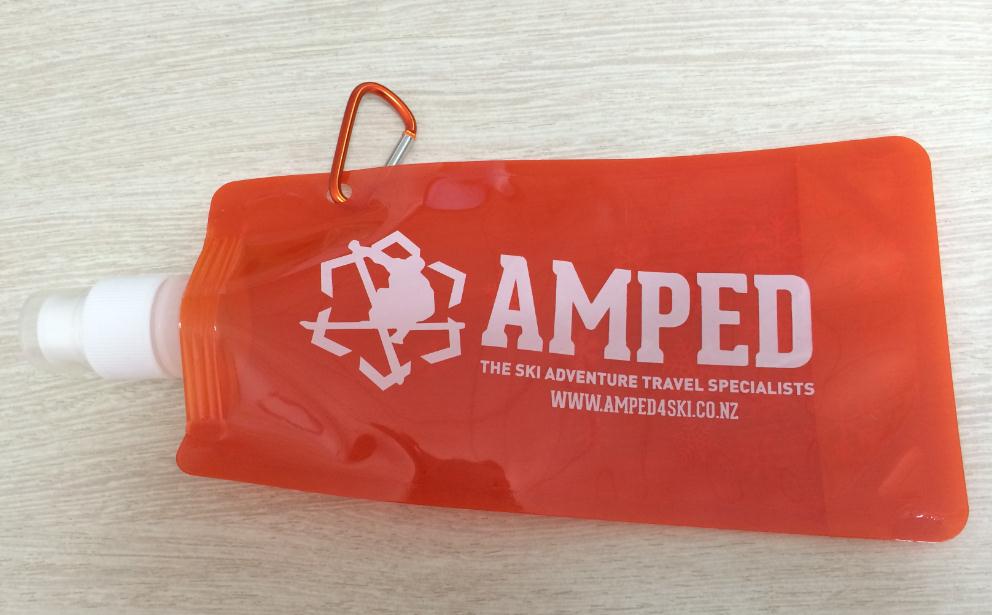 AMPED
THE SKI ADVENTURE TRAVEL SPECIALISTS
WWW.AMPED4SKI.CO.NZ